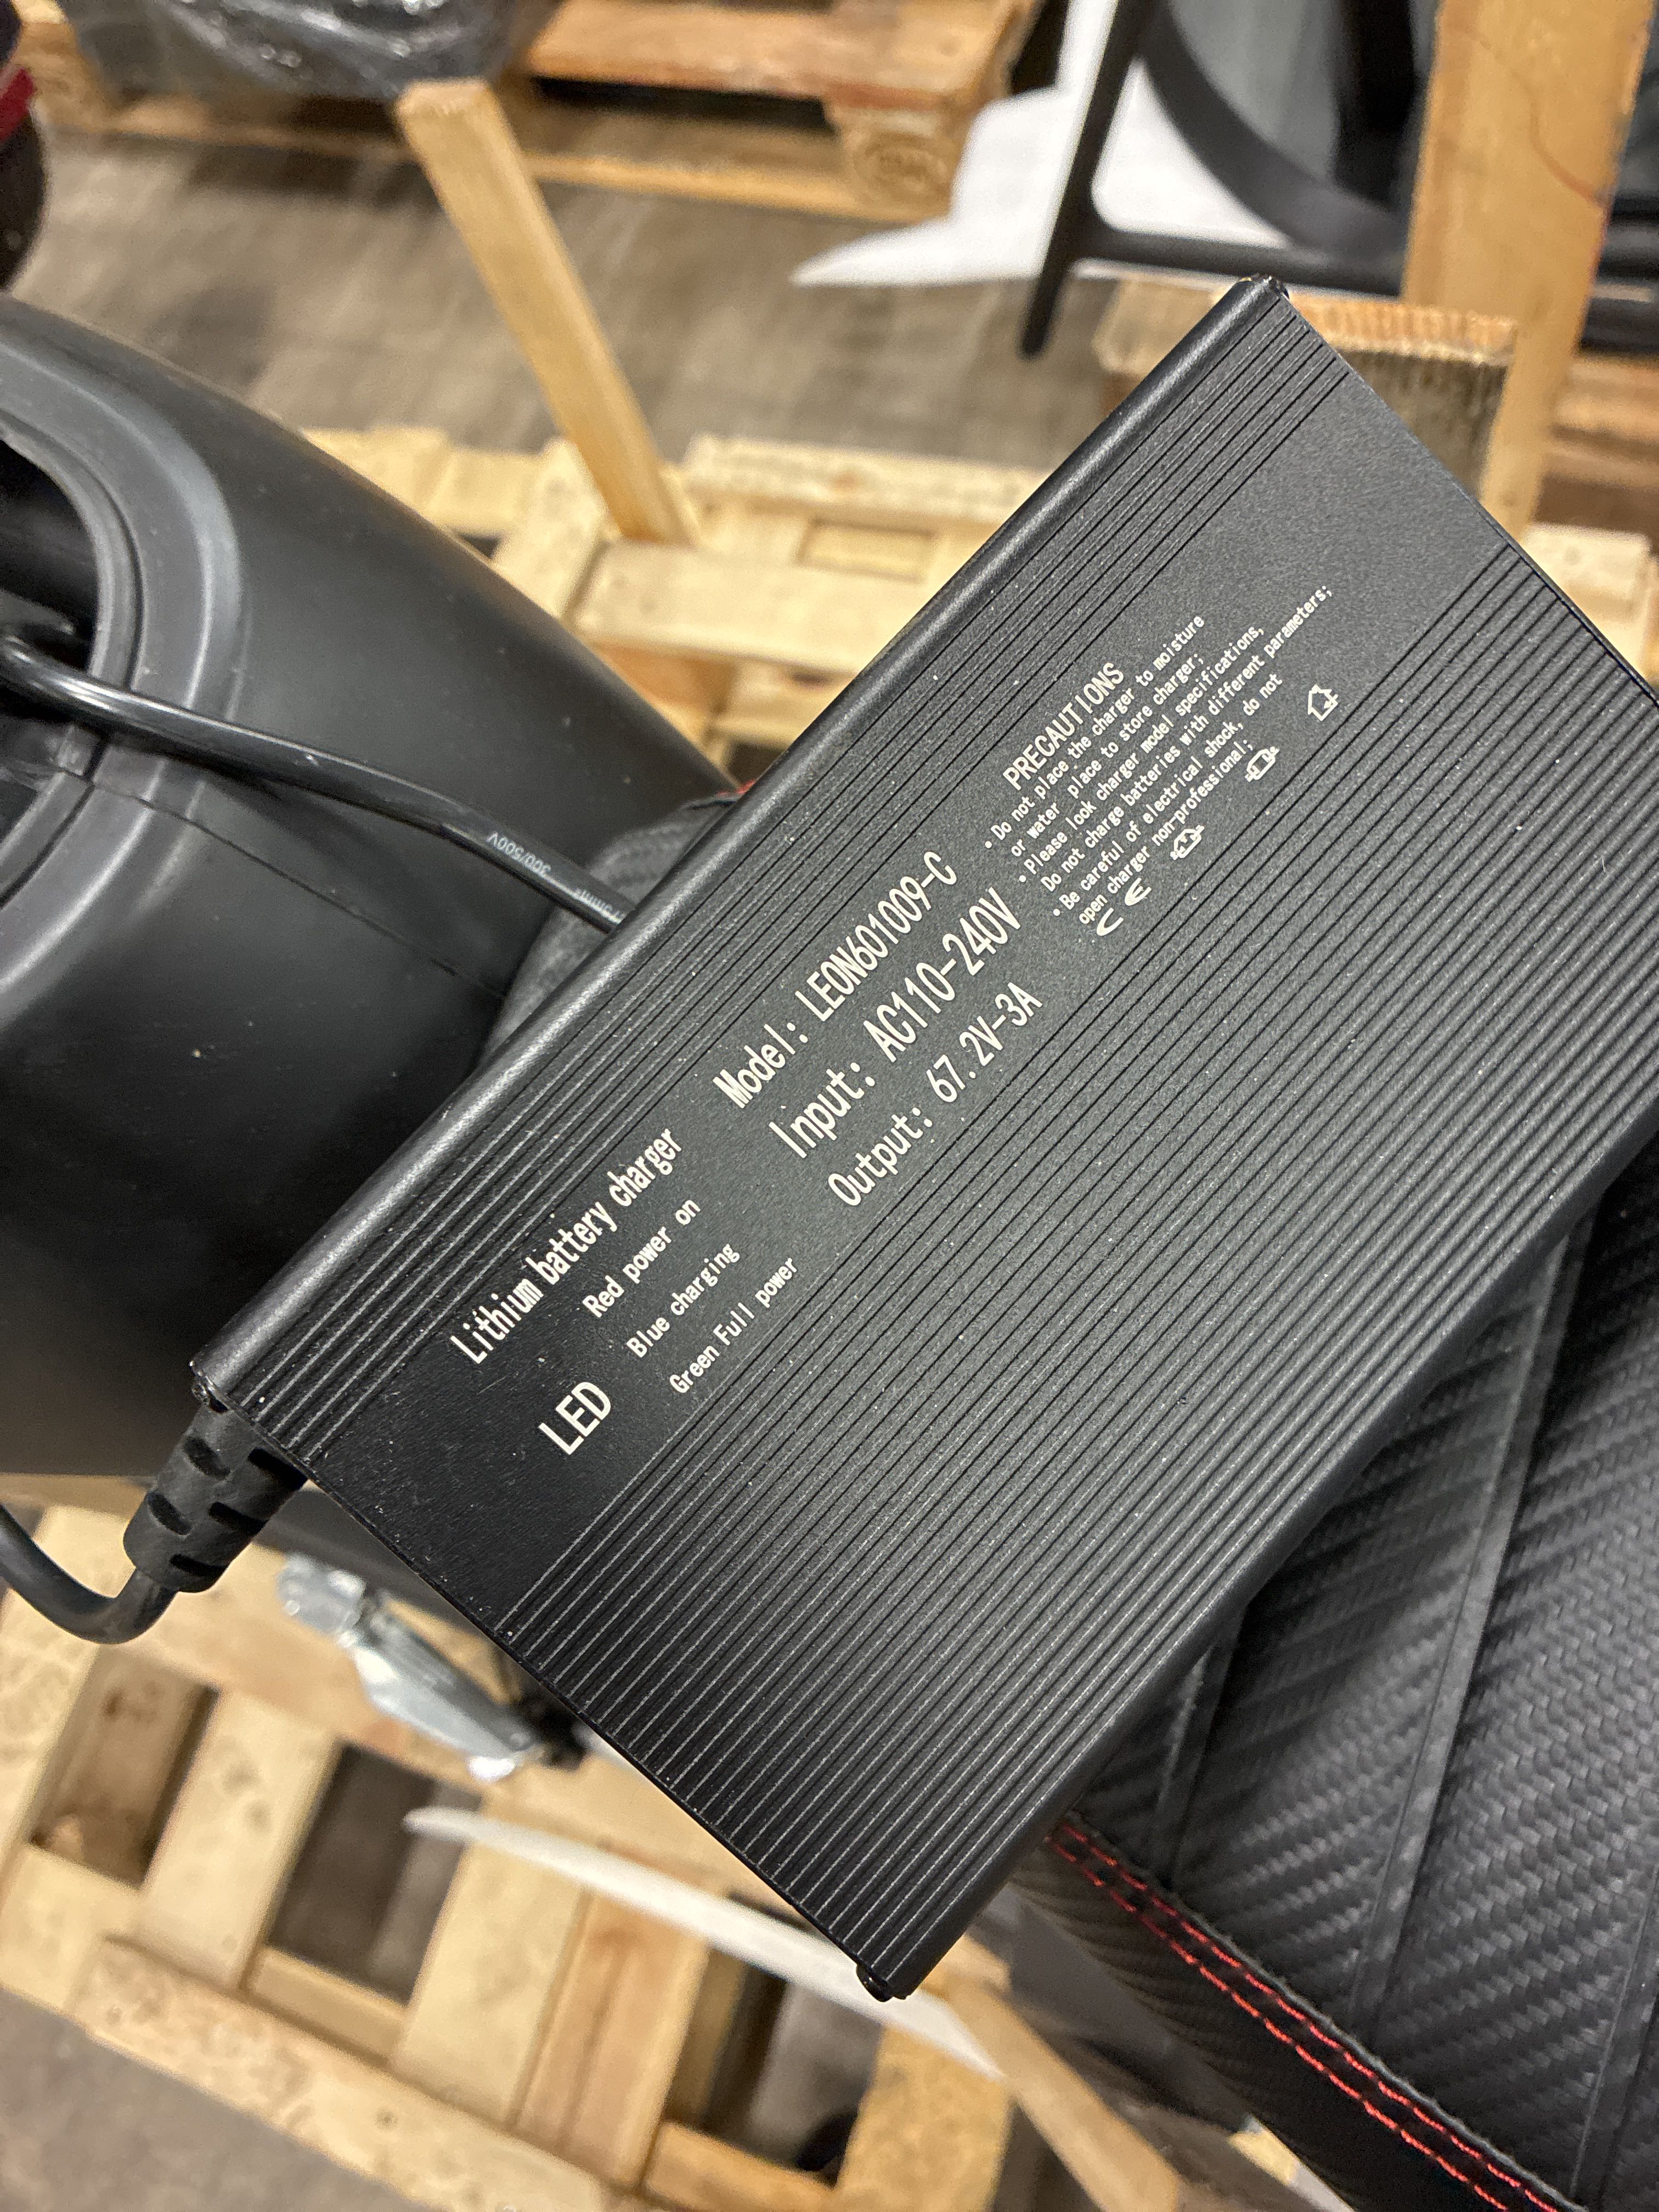 Lithium battery charger
LED
Red power on
Blue charging
Green Full power
Model: LEON601009-C
Input: AC110-240V
Output: 67.2V-3A
PRECAUTIONS
• Do not place the charger to moisture
or water place to store charger;
• Please look charger model specifications,
Do not charge batteries with different parameters;
• Be careful of electrical shock, do not
open charger non-professional;
CE
300/500V